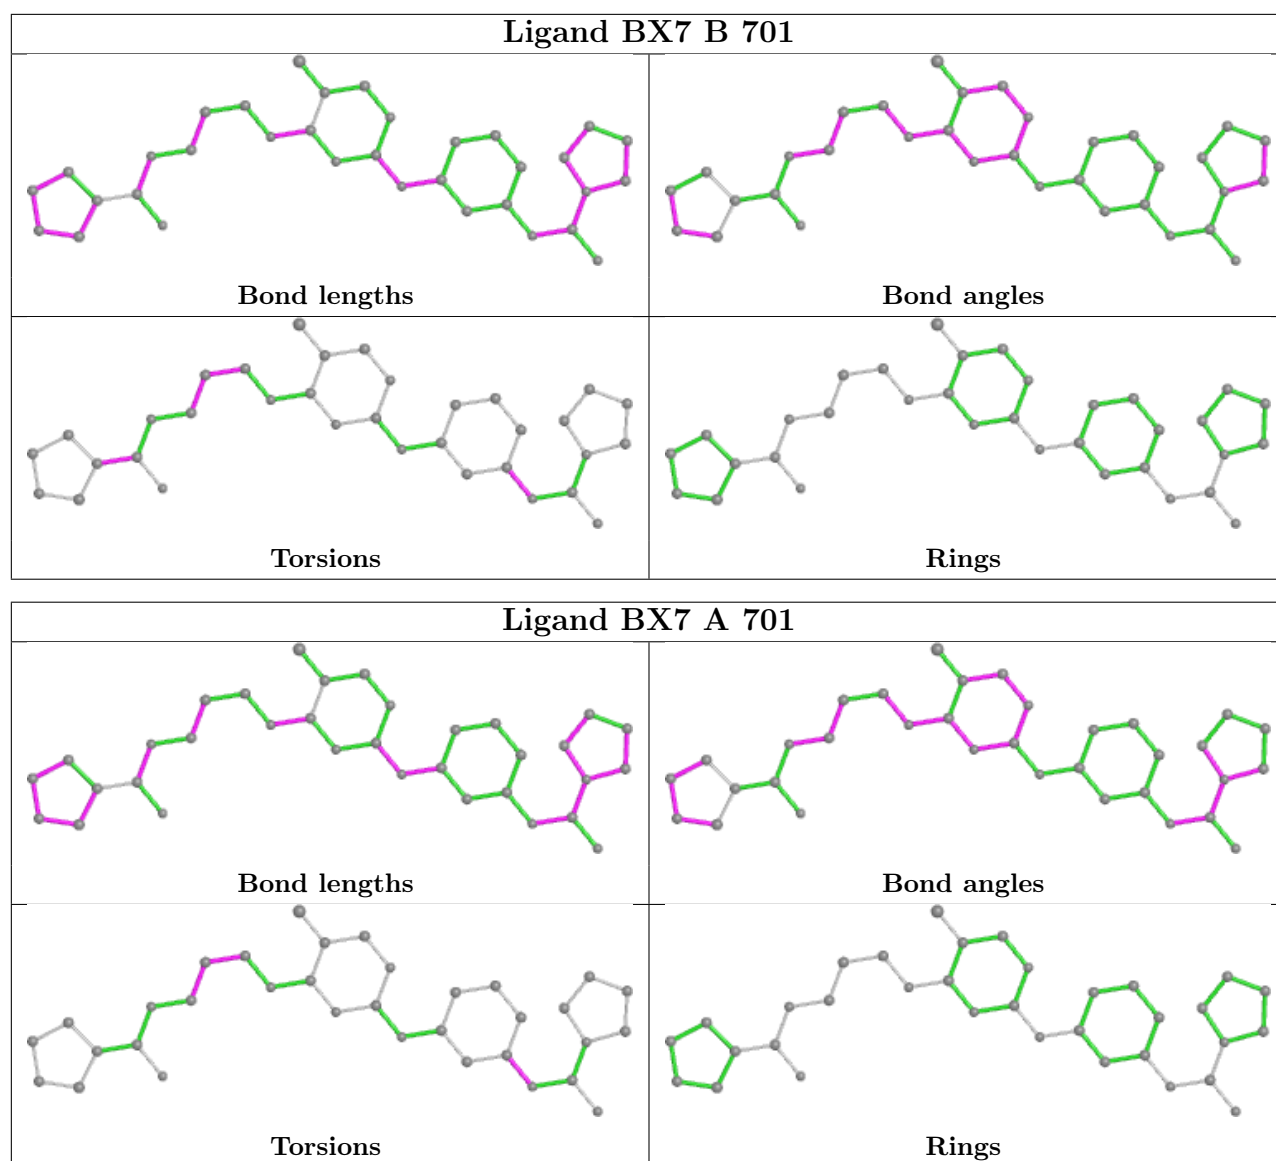 Ligand BX7 B 701
Bond lengths
Bond angles
Torsions
Rings
Ligand BX7 A 701
Bond lengths
Bond angles
Torsions
Rings